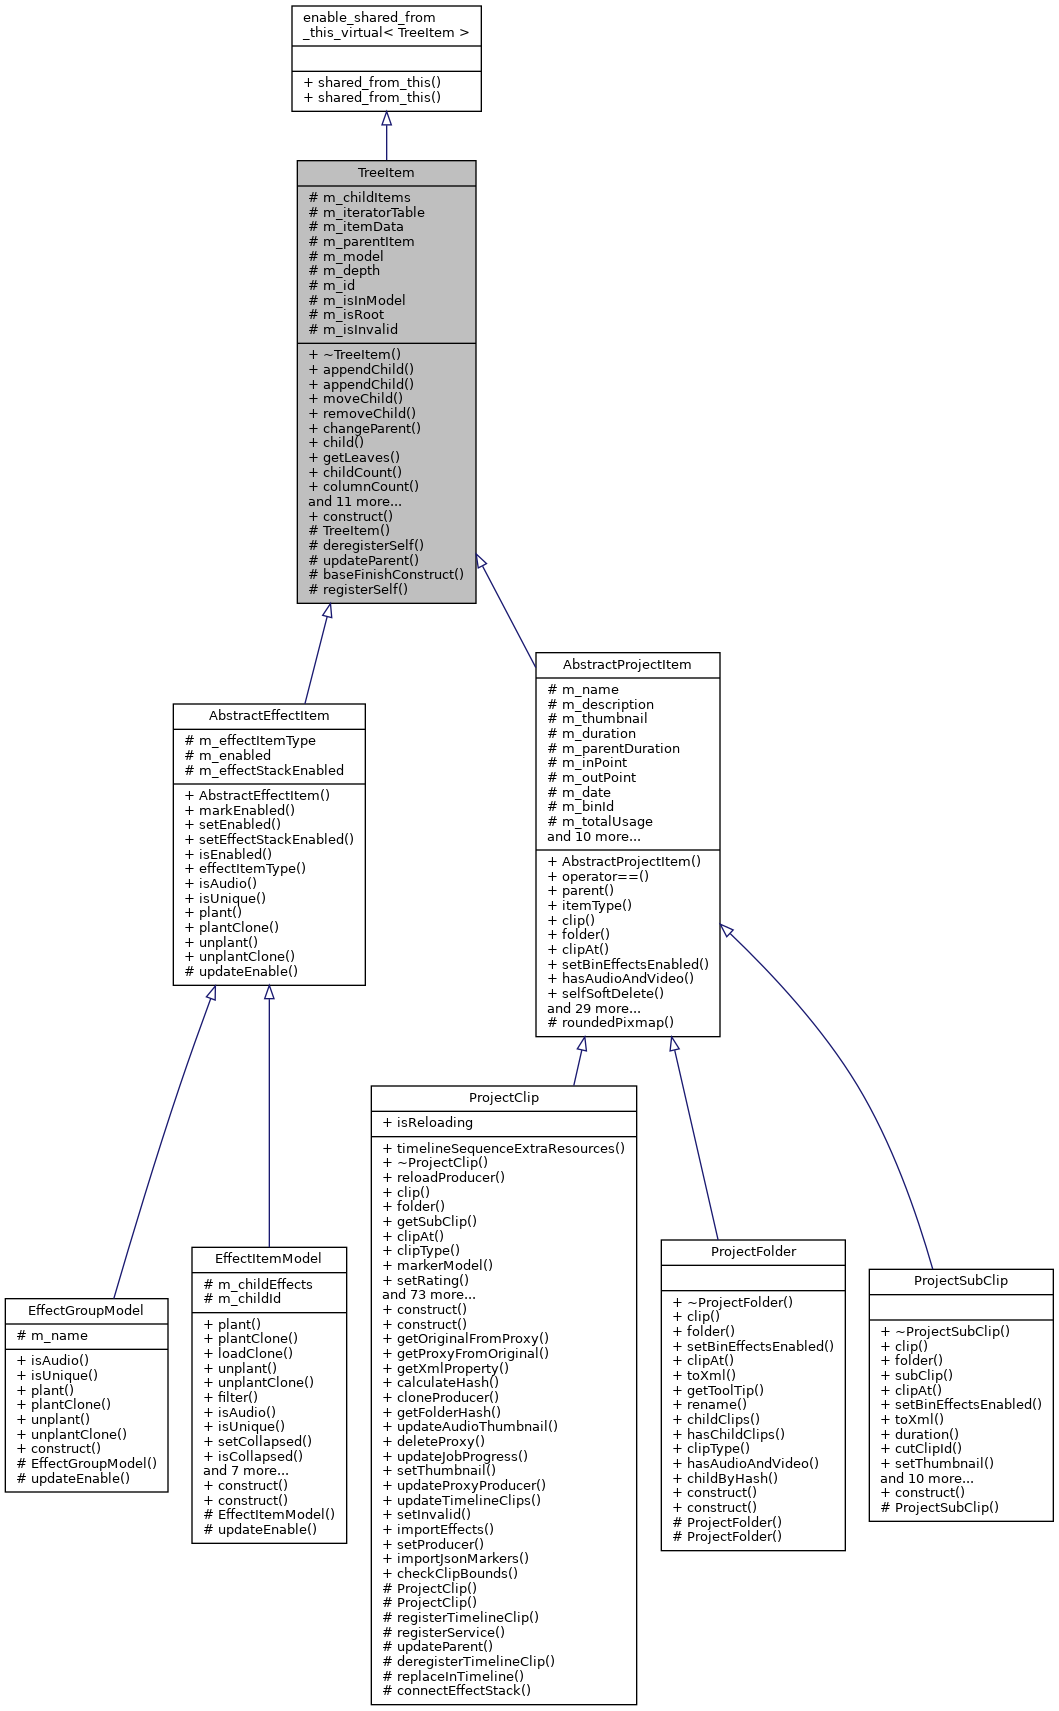 enable_shared_from
_this_virtual< TreeItem >
+ shared_from_this()
+ shared_from_this()
TreeItem
# m_childItems
# m_iteratorTable
# m_itemData
# m_parentItem
# m_model
# m_depth
# m_id
# m_isInModel
# m_isRoot
# m_isInvalid
+ ~TreeItem()
+ appendChild()
+ appendChild()
+ moveChild()
+ removeChild()
+ changeParent()
+ child()
+ getLeaves()
+ childCount()
+ columnCount()
and 11 more...
+ construct()
# TreeItem()
# deregisterSelf()
# updateParent()
# baseFinishConstruct()
# registerSelf()
AbstractEffectItem
# m_effectItemType
# m_enabled
# m_effectStackEnabled
+ AbstractEffectItem()
+ markEnabled()
+ setEnabled()
+ setEffectStackEnabled()
+ isEnabled()
+ effectItemType()
+ isAudio()
+ isUnique()
+ plant()
+ plantClone()
+ unplant()
+ unplantClone()
# updateEnable()
AbstractProjectItem
# m_name
# m_description
# m_thumbnail
# m_duration
# m_parentDuration
# m_inPoint
# m_outPoint
# m_date
# m_binId
# m_totalUsage
and 10 more...
+ AbstractProjectItem()
+ operator==()
+ parent()
+ itemType()
+ clip()
+ folder()
+ clipAt()
+ setBinEffectsEnabled()
+ hasAudioAndVideo()
+ selfSoftDelete()
and 29 more...
# roundedPixmap()
EffectGroupModel
# m_name
+ isAudio()
+ isUnique()
+ plant()
+ plantClone()
+ unplant()
+ unplantClone()
+ construct()
# EffectGroupModel()
# updateEnable()
EffectItemModel
# m_childEffects
# m_childId
+ plant()
+ plantClone()
+ loadClone()
+ unplant()
+ unplantClone()
+ filter()
+ isAudio()
+ isUnique()
+ setCollapsed()
+ isCollapsed()
and 7 more...
+ construct()
+ construct()
# EffectItemModel()
# updateEnable()
ProjectClip
+ isReloading
+ timelineSequenceExtraResources()
+ ~ProjectClip()
+ reloadProducer()
+ clip()
+ folder()
+ getSubClip()
+ clipAt()
+ clipType()
+ markerModel()
+ setRating()
and 73 more...
+ construct()
+ construct()
+ getOriginalFromProxy()
+ getProxyFromOriginal()
+ getXmlProperty()
+ calculateHash()
+ cloneProducer()
+ getFolderHash()
+ updateAudioThumbnail()
+ deleteProxy()
+ updateJobProgress()
+ setThumbnail()
+ updateProxyProducer()
+ updateTimelineClips()
+ setInvalid()
+ importEffects()
+ setProducer()
+ importJsonMarkers()
+ checkClipBounds()
# ProjectClip()
# ProjectClip()
# registerTimelineClip()
# registerService()
# updateParent()
# deregisterTimelineClip()
# replaceInTimeline()
# connectEffectStack()
ProjectFolder
+ ~ProjectFolder()
+ clip()
+ folder()
+ setBinEffectsEnabled()
+ clipAt()
+ toXml()
+ getToolTip()
+ rename()
+ childClips()
+ hasChildClips()
+ clipType()
+ hasAudioAndVideo()
+ childByHash()
+ construct()
+ construct()
# ProjectFolder()
# ProjectFolder()
ProjectSubClip
+ ~ProjectSubClip()
+ clip()
+ folder()
+ subClip()
+ clipAt()
+ setBinEffectsEnabled()
+ toXml()
+ duration()
+ cutClipId()
+ setThumbnail()
and 10 more...
+ construct()
# ProjectSubClip()